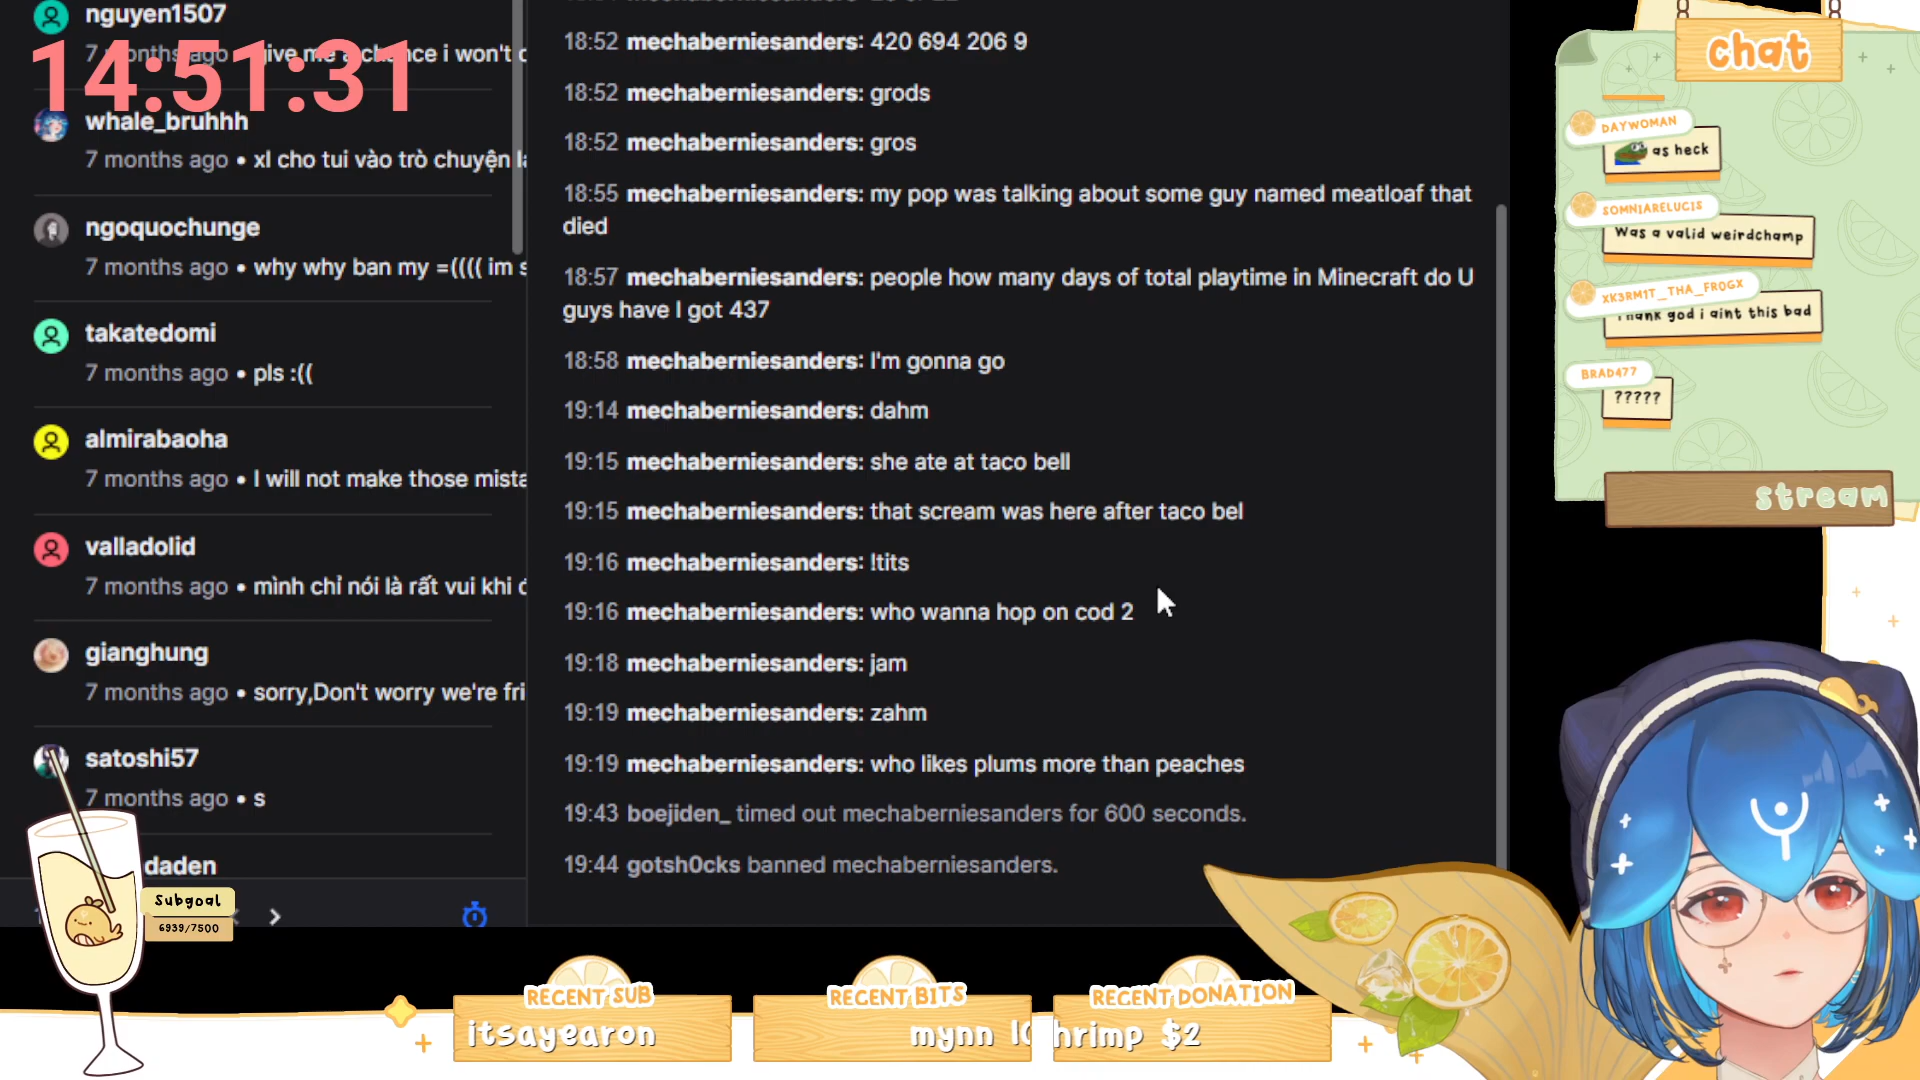 nguyen1507
7 months ago • give me a chance i won't c
14:51:31
whale_bruhhh
7 months ago • xl cho tui vào trò chuyện lạ
ngoquochunge
7 months ago • why why ban my =(((( im s
takatedomi
7 months ago • pls :((
almirabaoha
7 months ago • I will not make those mista
valladolid
7 months ago • mình chỉ nói là rất vui khi
gianghung
7 months ago • sorry,Don't worry we're fri
satoshi57
7 months ago • s
daden
Subgoal
6939/7500
18:52 mechaberniesanders: 420 694 206 9
18:52 mechaberniesanders: grods
18:52 mechaberniesanders: gros
18:55 mechaberniesanders: my pop was talking about some guy named meatloaf that
died
18:57 mechaberniesanders: people how many days of total playtime in Minecraft do U
guys have I got 437
18:58 mechaberniesanders: I'm gonna go
19:14 mechaberniesanders: dahm
19:15 mechaberniesanders: she ate at taco bell
19:15 mechaberniesanders: that scream was here after taco bel
19:16 mechaberniesanders: !tits
19:16 mechaberniesanders: who wanna hop on cod 2
19:18 mechaberniesanders: jam
19:19 mechaberniesanders: zahm
19:19 mechaberniesanders: who likes plums more than peaches
19:43 boejiden_ timed out mechaberniesanders for 600 seconds.
19:44 gotsh0cks banned mechaberniesanders.
chat
DAYWOMAN
as heck
SOMNIARELUCIS
Was a valid weirdchamp
XK3RM1T_THA_FROGX
Thank god i aint this bad
BRAD477
?????
stream
RECENT SUB
itsayearon
RECENT BITS
mynn 10
RECENT DONATION
hrimp $2